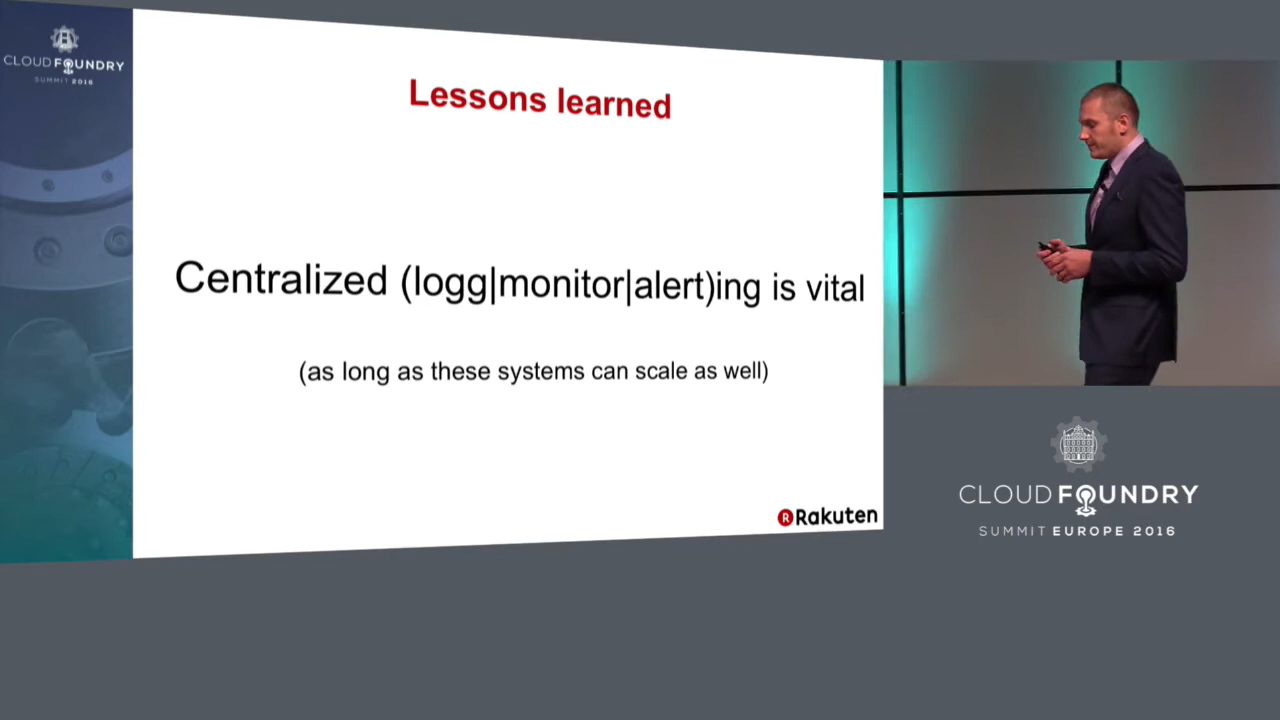 CLOUD FOUNDRY
SUMMIT 2016
Lessons learned
Centralized (logg|monitor|alert)ing is vital
(as long as these systems can scale as well)
R Rakuten
CLOUD FOUNDRY
SUMMIT EUROPE 2016